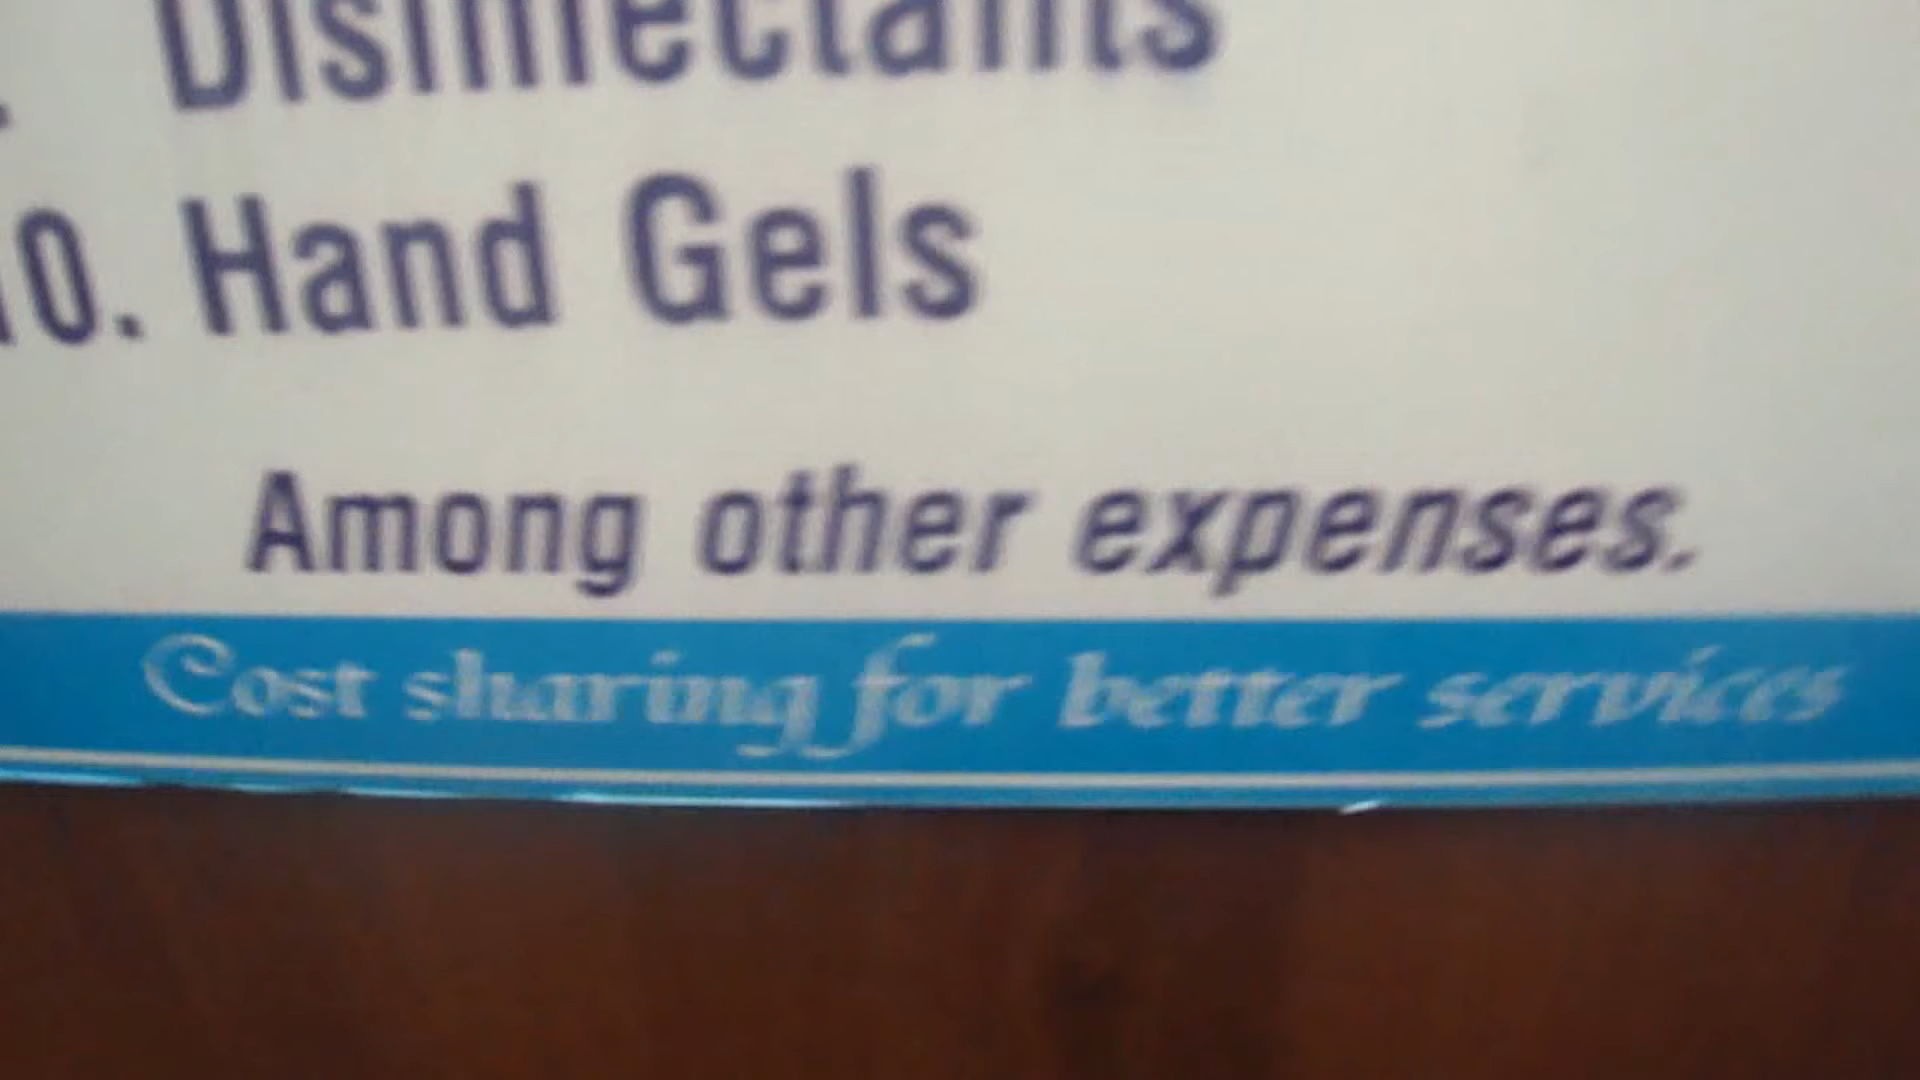 . Disinfectants
10. Hand Gels
Among other expenses.
Cost sharing for better services